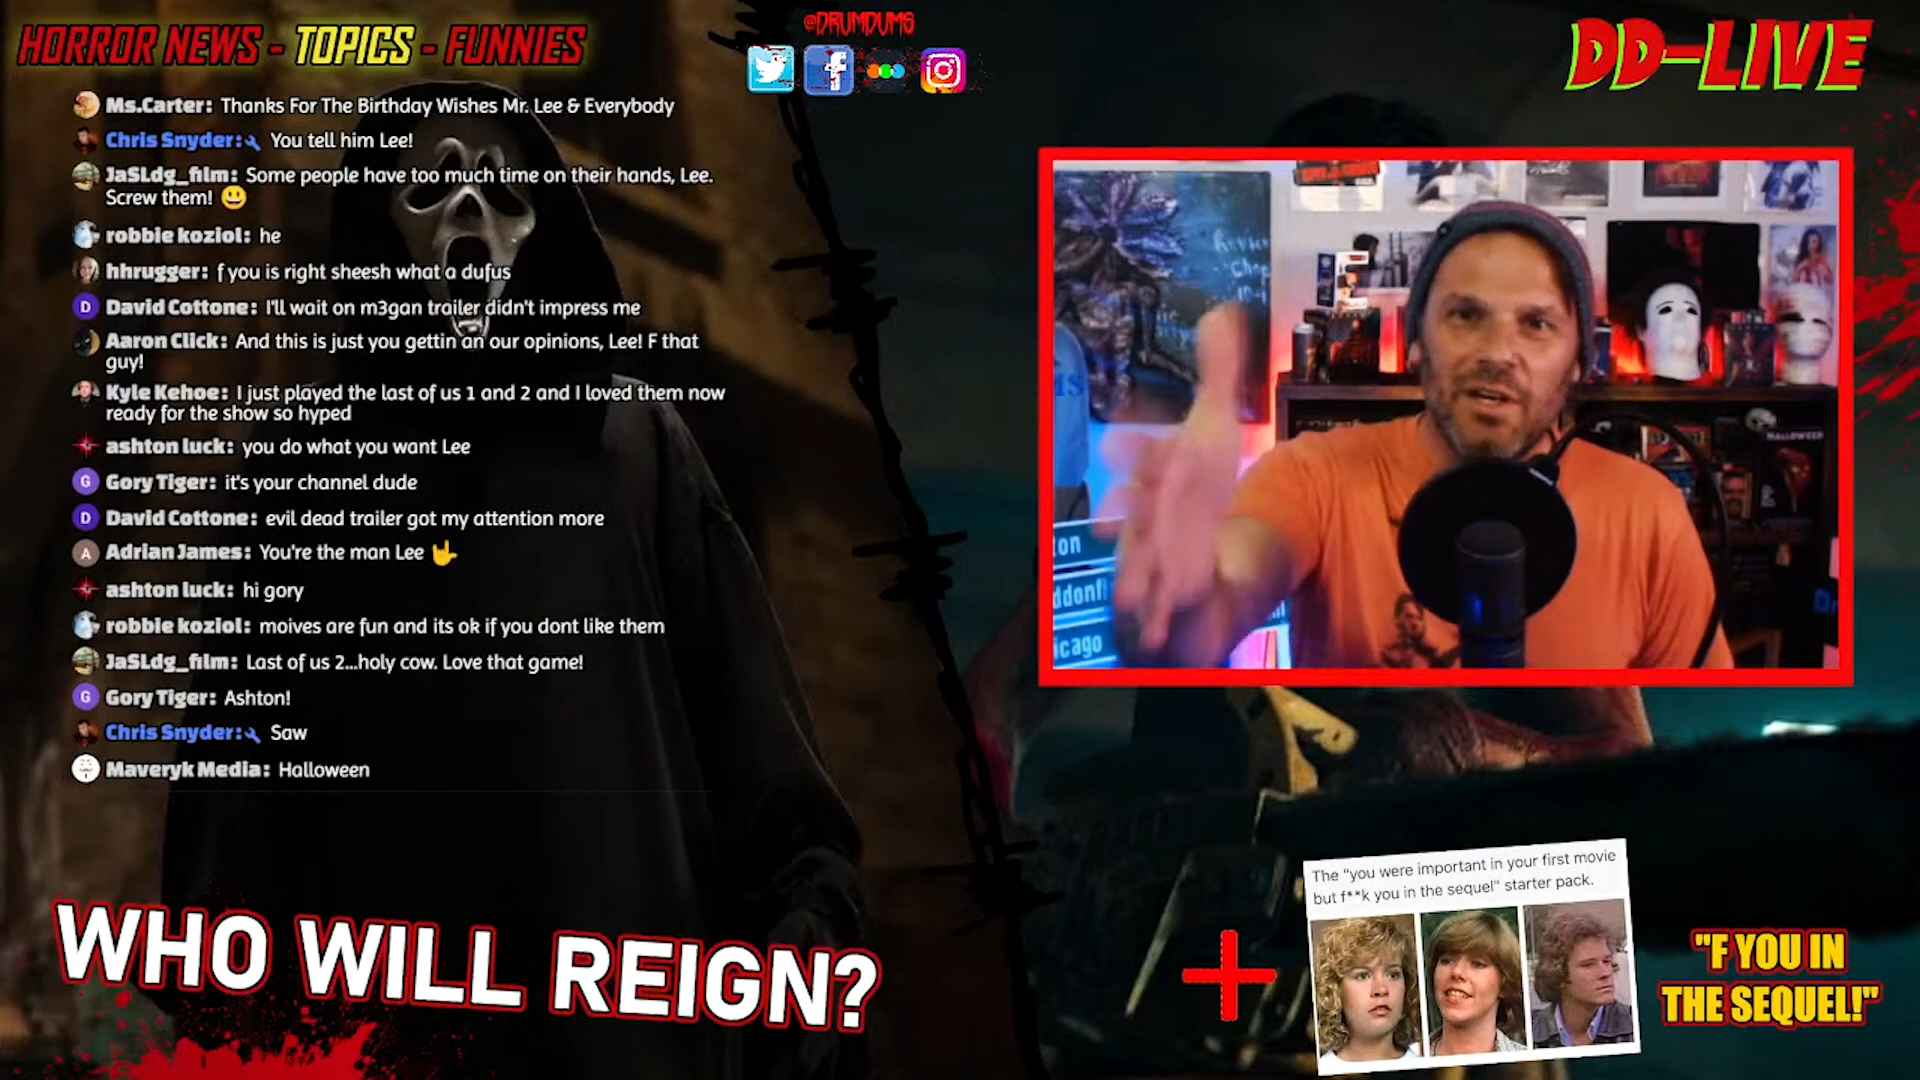 HORROR NEWS - TOPICS - FUNNIES
@DRUMDUMS
DD-LIVE
Ms.Carter: Thanks For The Birthday Wishes Mr. Lee & Everybody
Chris Snyder: You tell him Lee!
JaSLdg_film: Some people have too much time on their hands, Lee.
Screw them! 😃
robbie koziol: he
hhrugger: f you is right sheesh what a dufus
D David Cottone: I'll wait on m3gan trailer didn't impress me
Aaron Click: And this is just you gettin an our opinions, Lee! F that
guy!
Kyle Kehoe: I just played the last of us 1 and 2 and I loved them now
ready for the show so hyped
ashton luck: you do what you want Lee
G Gory Tiger: it's your channel dude
D David Cottone: evil dead trailer got my attention more
A Adrian James: You're the man Lee 🤟
ashton luck: hi gory
robbie koziol: moives are fun and its ok if you dont like them
JaSLdg_film: Last of us 2...holy cow. Love that game!
G Gory Tiger: Ashton!
Chris Snyder: Saw
Maveryk Media: Halloween
HALLOWEEN
ton
ddonfi
icago
WHO WILL REIGN?
The "you were important in your first movie
but f**k you in the sequel" starter pack.
"F YOU IN
THE SEQUEL!"